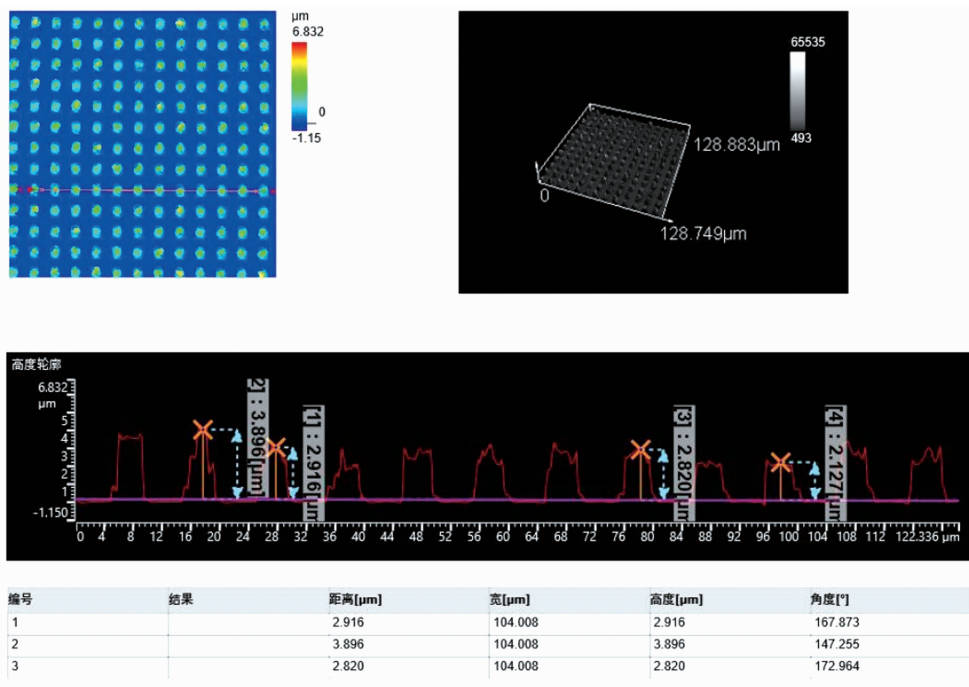 μm
6.832
0
-1.15
65535
493
128.883μm
0
128.749μm
高度轮廓
6.832
μm
5
4
3
2
1
-1.150
[2] : 3.896[μm]
[1] : 2.916[μm]
[3] : 2.820[μm]
[4] : 2.127[μm]
0 4 8 12 16 20 24 28 32 36 40 44 48 52 56 60 64 68 72 76 80 84 88 92 96 100 104 108 112 122.336 μm
编号 结果 距离[μm] 宽[μm] 高度[μm] 角度[°]
1 2.916 104.008 2.916 167.873
2 3.896 104.008 3.896 147.255
3 2.820 104.008 2.820 172.964